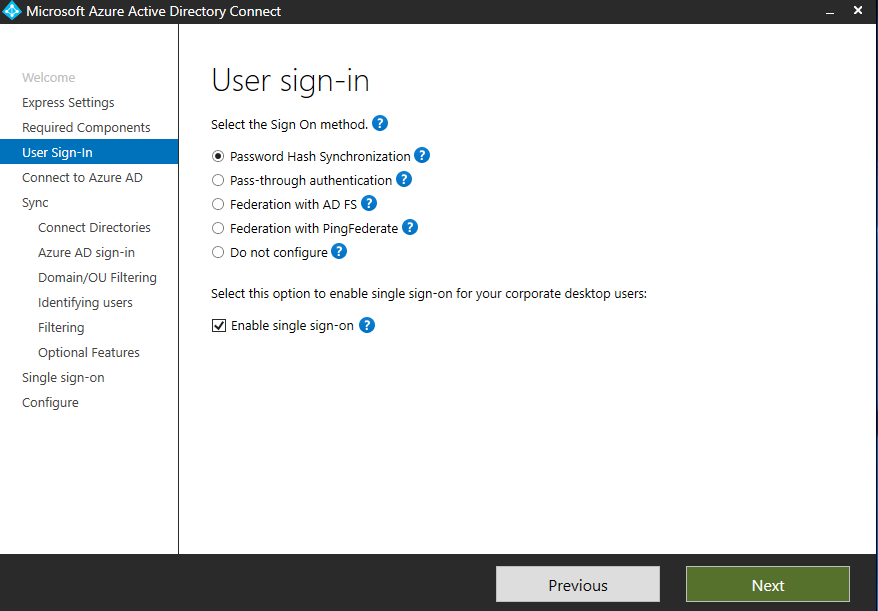 Microsoft Azure Active Directory Connect
Welcome
Express Settings
Required Components
User Sign-In
Connect to Azure AD
Sync
Connect Directories
Azure AD sign-in
Domain/OU Filtering
Identifying users
Filtering
Optional Features
Single sign-on
Configure
User sign-in
Select the Sign On method. ?
Password Hash Synchronization ?
Pass-through authentication ?
Federation with AD FS ?
Federation with PingFederate ?
Do not configure ?
Select this option to enable single sign-on for your corporate desktop users:
Enable single sign-on ?
Previous
Next